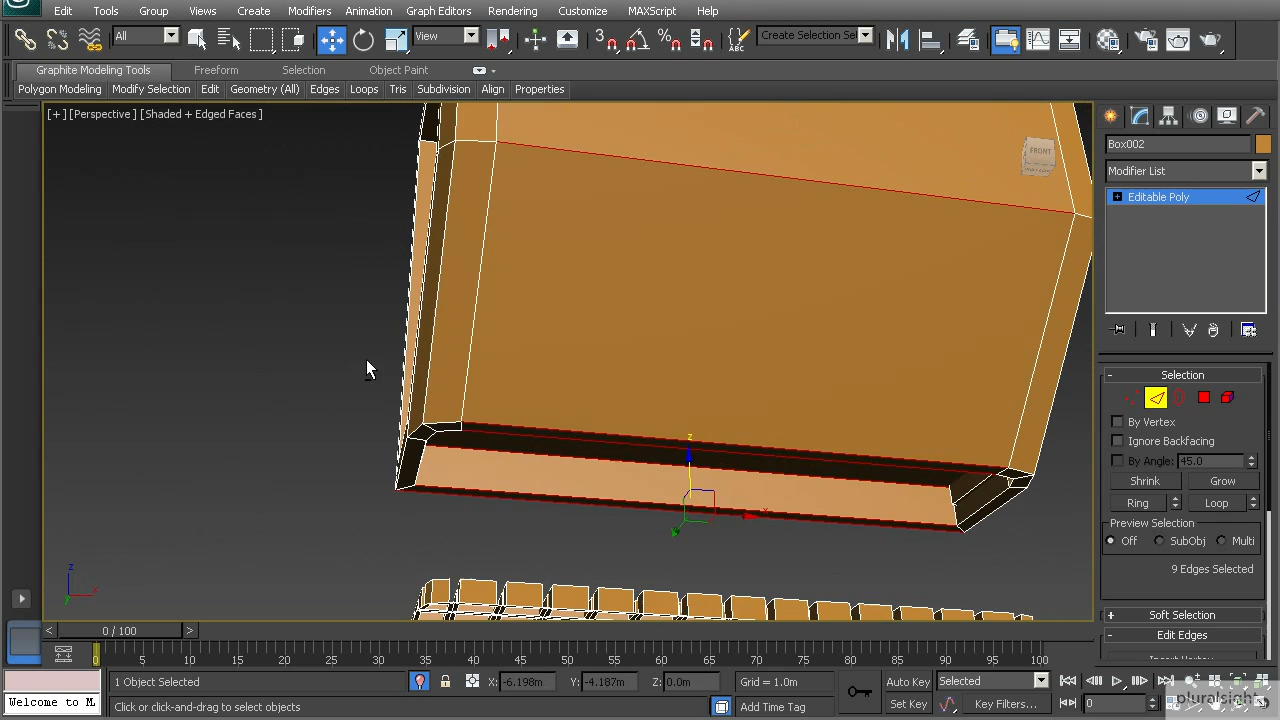 Edit Tools Group Views Create Modifiers Animation Graph Editors Rendering Customize MAXScript Help
All View 3 Create Selection Set
Graphite Modeling Tools Freeform Selection Object Paint
Polygon Modeling Modify Selection Edit Geometry (All) Edges Loops Tris Subdivision Align Properties
[+] [Perspective] [Shaded + Edged Faces]
FRONT
z
x
z
x
y
Box002
Modifier List
Editable Poly
Selection
By Vertex
Ignore Backfacing
By Angle: 45.0
Shrink Grow
Ring Loop
Preview Selection
Off SubObj Multi
9 Edges Selected
Soft Selection
Edit Edges
< 0 / 100 >
0 5 10 15 20 25 30 35 40 45 50 55 60 65 70 75 80 85 90 95 100
1 Object Selected X: -6.198m Y: -4.187m Z: 0.0m Grid = 1.0m Auto Key Selected
Welcome to M Click or click-and-drag to select objects Add Time Tag Set Key Key Filters... 0
pluralsight